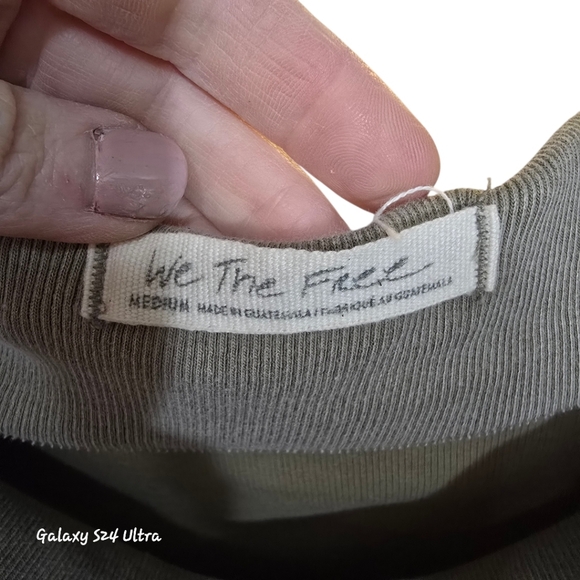 We The Free
MEDIUM MADE IN GUATEMALA / FABRIQUÉ AU GUATEMALA
Galaxy S24 Ultra